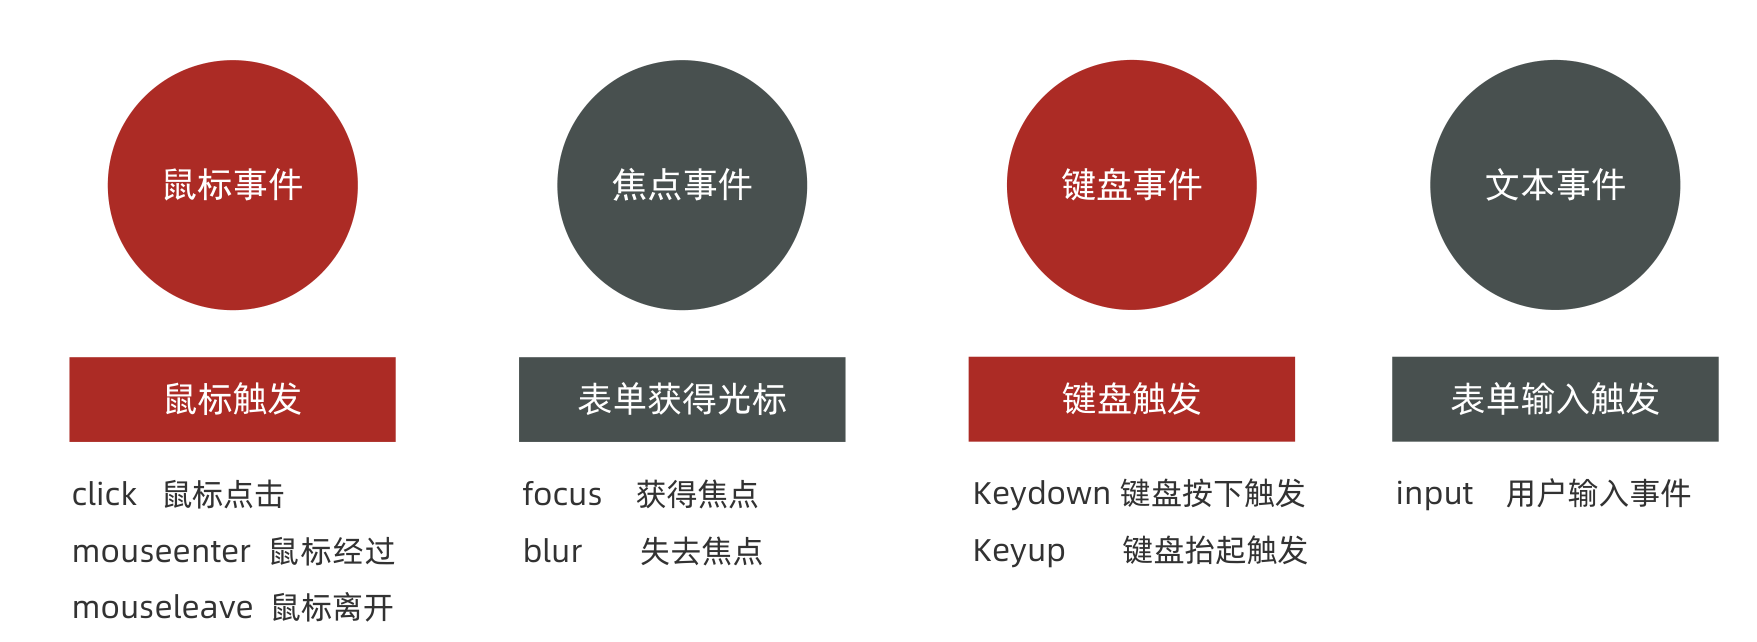 鼠标事件
焦点事件
键盘事件
文本事件
鼠标触发
表单获得光标
键盘触发
表单输入触发
click 鼠标点击
mouseenter 鼠标经过
mouseleave 鼠标离开
focus 获得焦点
blur 失去焦点
Keydown 键盘按下触发
Keyup 键盘抬起触发
input 用户输入事件